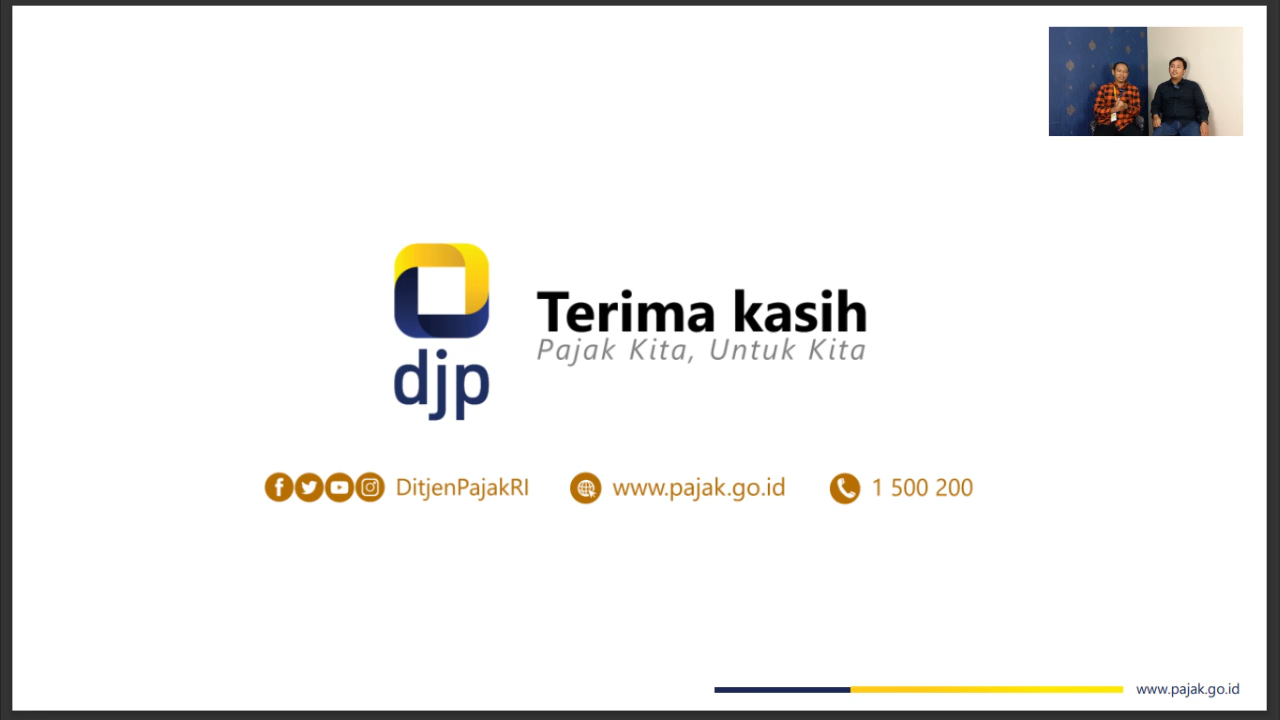 Terima kasih
Pajak Kita, Untuk Kita
djp
DitjenPajakRI www.pajak.go.id 1 500 200
www.pajak.go.id